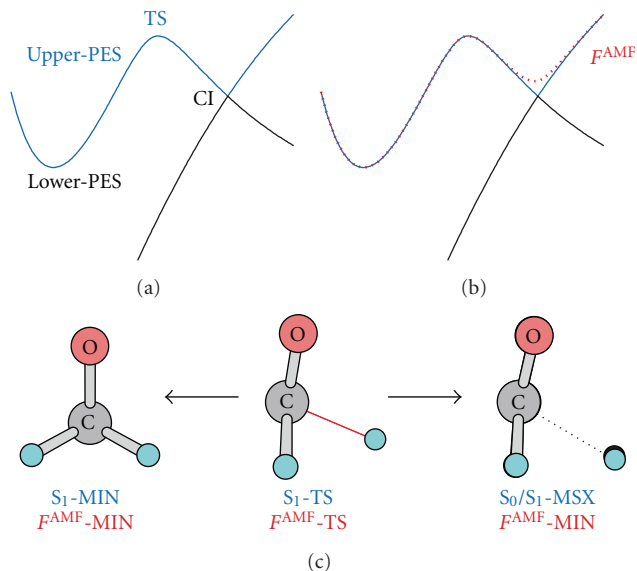 TS
Upper-PES
CI
Lower-PES
(a)
F^AMF
(b)
O
C
S₁-MIN
F^AMF-MIN
O
C
S₁-TS
F^AMF-TS
O
C
S₀/S₁-MSX
F^AMF-MIN
(c)